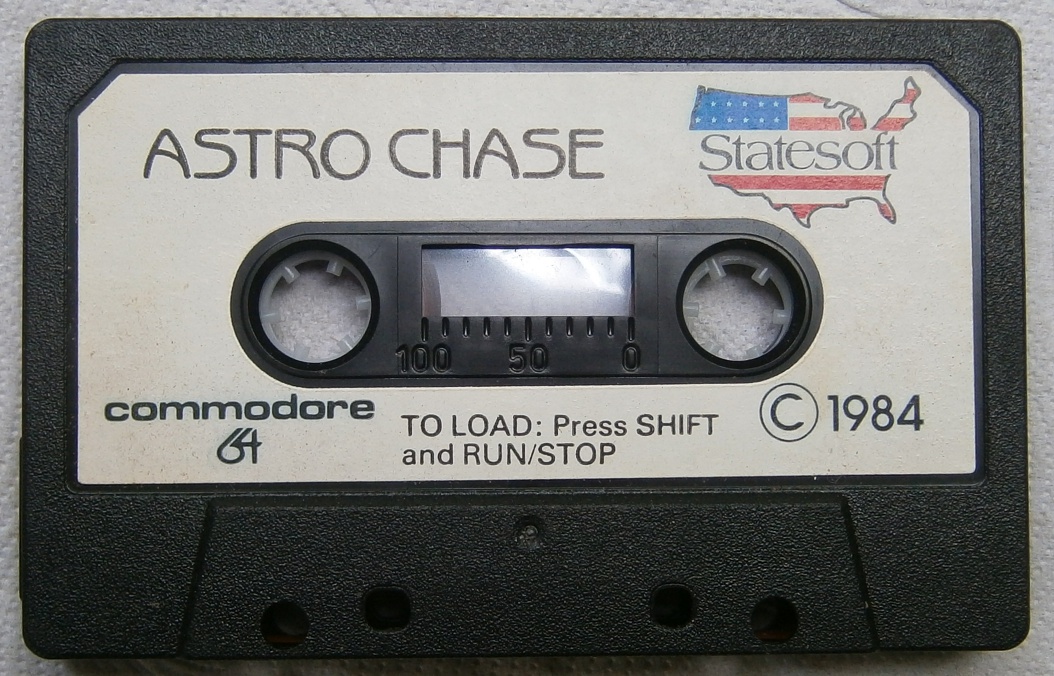 ASTRO CHASE
Statesoft
100 50 0
commodore
64
TO LOAD: Press SHIFT
and RUN/STOP
© 1984